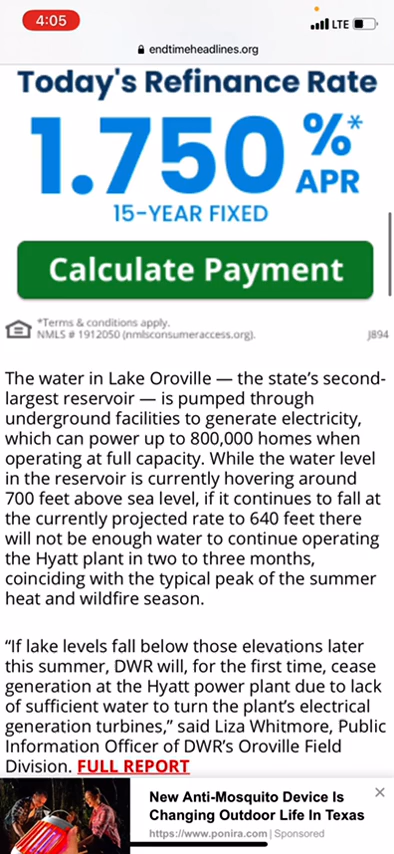 4:05
LTE
endtimeheadlines.org
Today's Refinance Rate
1.750%*
APR
15-YEAR FIXED
Calculate Payment
*Terms & conditions apply.
NMLS # 1912050 (nmlsconsumeraccess.org).
J894
The water in Lake Oroville — the state’s second-
largest reservoir — is pumped through
underground facilities to generate electricity,
which can power up to 800,000 homes when
operating at full capacity. While the water level
in the reservoir is currently hovering around
700 feet above sea level, if it continues to fall at
the currently projected rate to 640 feet there
will not be enough water to continue operating
the Hyatt plant in two to three months,
coinciding with the typical peak of the summer
heat and wildfire season.
“If lake levels fall below those elevations later
this summer, DWR will, for the first time, cease
generation at the Hyatt power plant due to lack
of sufficient water to turn the plant’s electrical
generation turbines,” said Liza Whitmore, Public
Information Officer of DWR’s Oroville Field
Division. FULL REPORT
New Anti-Mosquito Device Is
Changing Outdoor Life In Texas
https://www.ponira.com | Sponsored